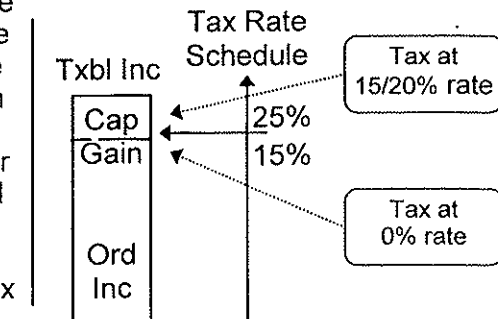 Tax Rate
Schedule
Txbl Inc
Cap
Gain
Ord
Inc
25%
15%
Tax at
15/20% rate
Tax at
0% rate
x